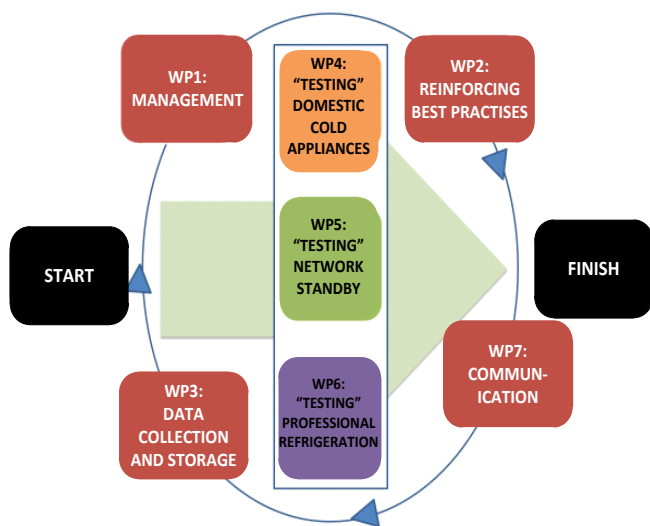 WP1:
MANAGEMENT
WP4:
“TESTING”
DOMESTIC
COLD
APPLIANCES
WP2:
REINFORCING
BEST PRACTISES
START
WP5:
“TESTING”
NETWORK
STANDBY
FINISH
WP3:
DATA
COLLECTION
AND STORAGE
WP6:
“TESTING”
PROFESSIONAL
REFRIGERATION
WP7:
COMMUN-
ICATION